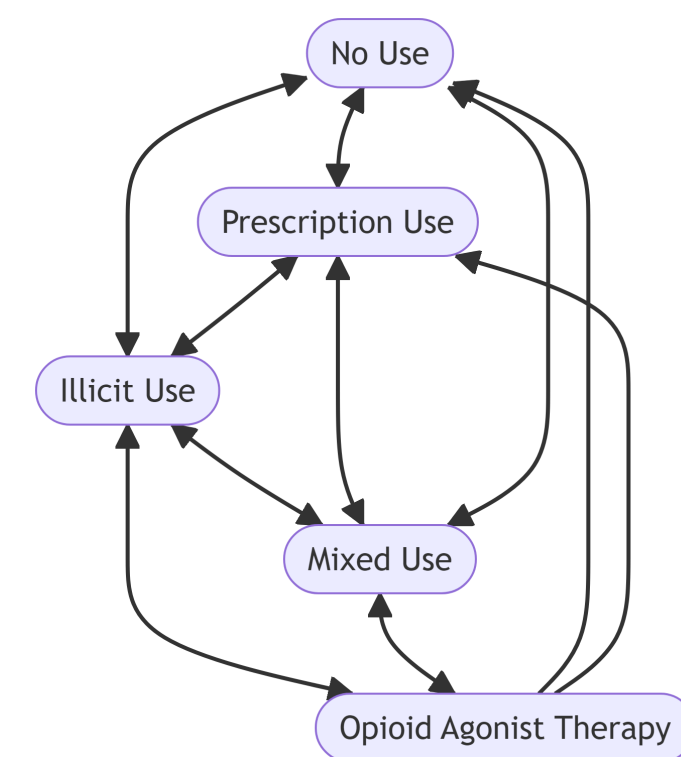 No Use
Prescription Use
Illicit Use
Mixed Use
Opioid Agonist Therapy